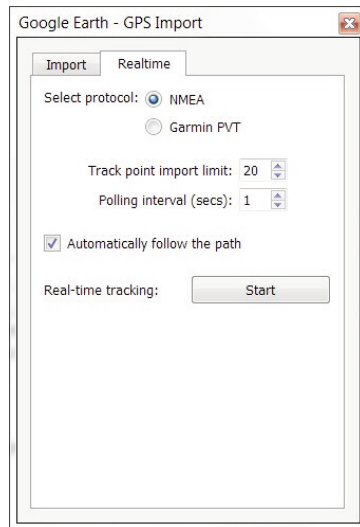 Google Earth - GPS Import
Import Realtime
Select protocol: NMEA
Garmin PVT
Track point import limit: 20
Polling interval (secs): 1
Automatically follow the path
Real-time tracking: Start